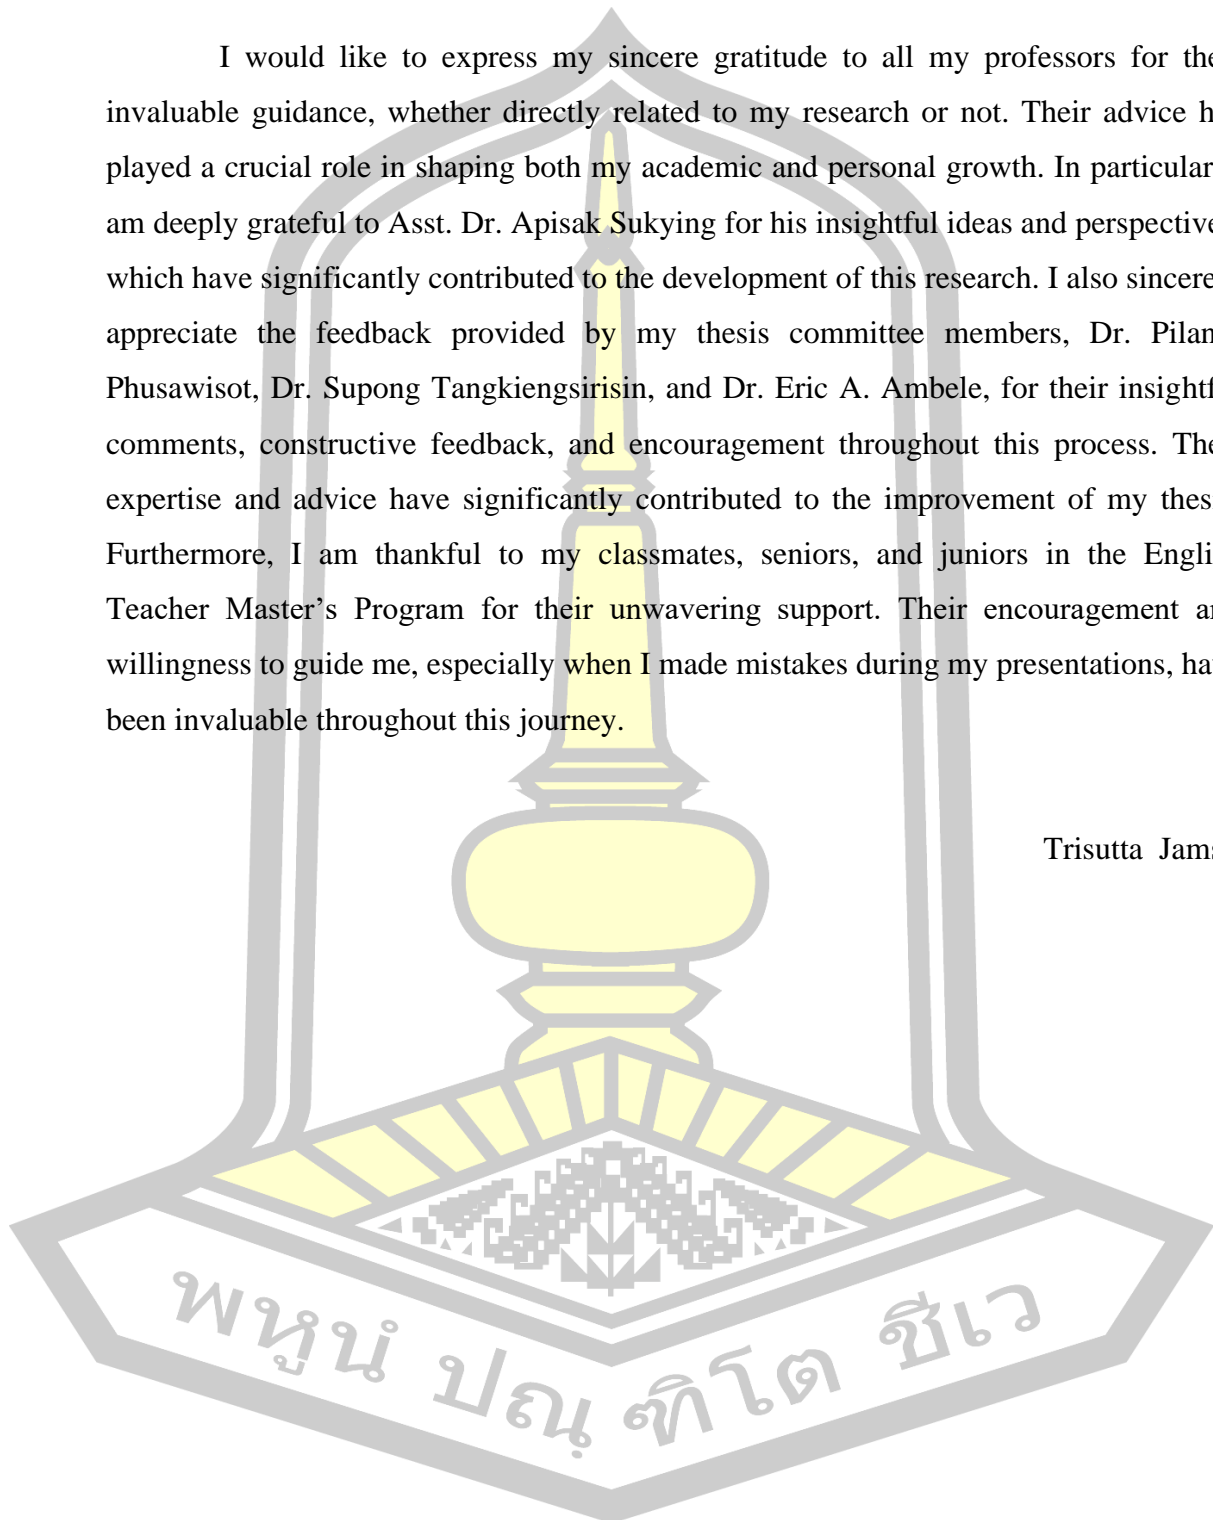 I would like to express my sincere gratitude to all my professors for the
invaluable guidance, whether directly related to my research or not. Their advice h
played a crucial role in shaping both my academic and personal growth. In particular
am deeply grateful to Asst. Dr. Apisak Sukying for his insightful ideas and perspective
which have significantly contributed to the development of this research. I also sincere
appreciate the feedback provided by my thesis committee members, Dr. Pilan
Phusawisot, Dr. Supong Tangkiengsirisin, and Dr. Eric A. Ambele, for their insightf
comments, constructive feedback, and encouragement throughout this process. The
expertise and advice have significantly contributed to the improvement of my thes
Furthermore, I am thankful to my classmates, seniors, and juniors in the Engli
Teacher Master’s Program for their unwavering support. Their encouragement a
willingness to guide me, especially when I made mistakes during my presentations, ha
been invaluable throughout this journey.
Trisutta Jams
พหูนํ ปณฺฑิโต ชีเว